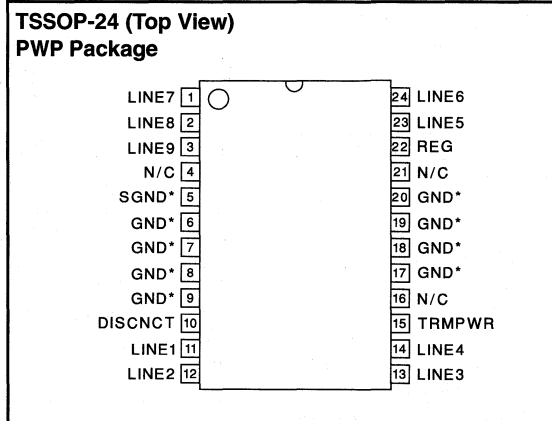 TSSOP-24 (Top View)
PWP Package
LINE7 1
LINE8 2
LINE9 3
N/C 4
SGND* 5
GND* 6
GND* 7
GND* 8
GND* 9
DISCNCT 10
LINE1 11
LINE2 12
24 LINE6
23 LINE5
22 REG
21 N/C
20 GND*
19 GND*
18 GND*
17 GND*
16 N/C
15 TRMPWR
14 LINE4
13 LINE3